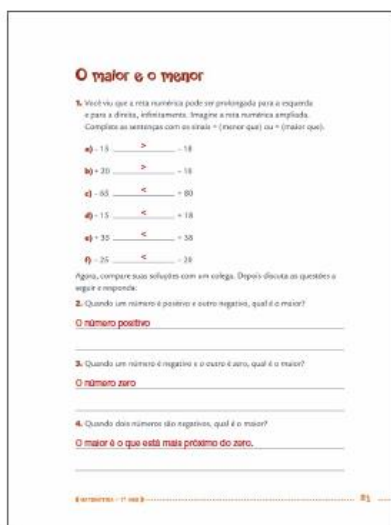 O maior e o menor
1. Você viu que a reta numérica pode ser prolongada para a esquerda
e para a direita, infinitamente. Imagine a reta numérica ampliada.
Complete as sentenças com os sinais < (menor que) ou > (maior que).
a) – 15 > – 18
b) + 20 > – 18
c) – 65 < + 80
d) – 15 < + 18
e) + 35 < + 38
f) – 25 < – 20
Agora, compare suas soluções com um colega. Depois discuta as questões a
seguir e responda:
2. Quando um número é positivo e outro negativo, qual é o maior?
O número positivo
3. Quando um número é negativo e o outro é zero, qual é o maior?
O número zero
4. Quando dois números são negativos, qual é o maior?
O maior é o que está mais próximo do zero.
MATEMÁTICA – 7º ANO